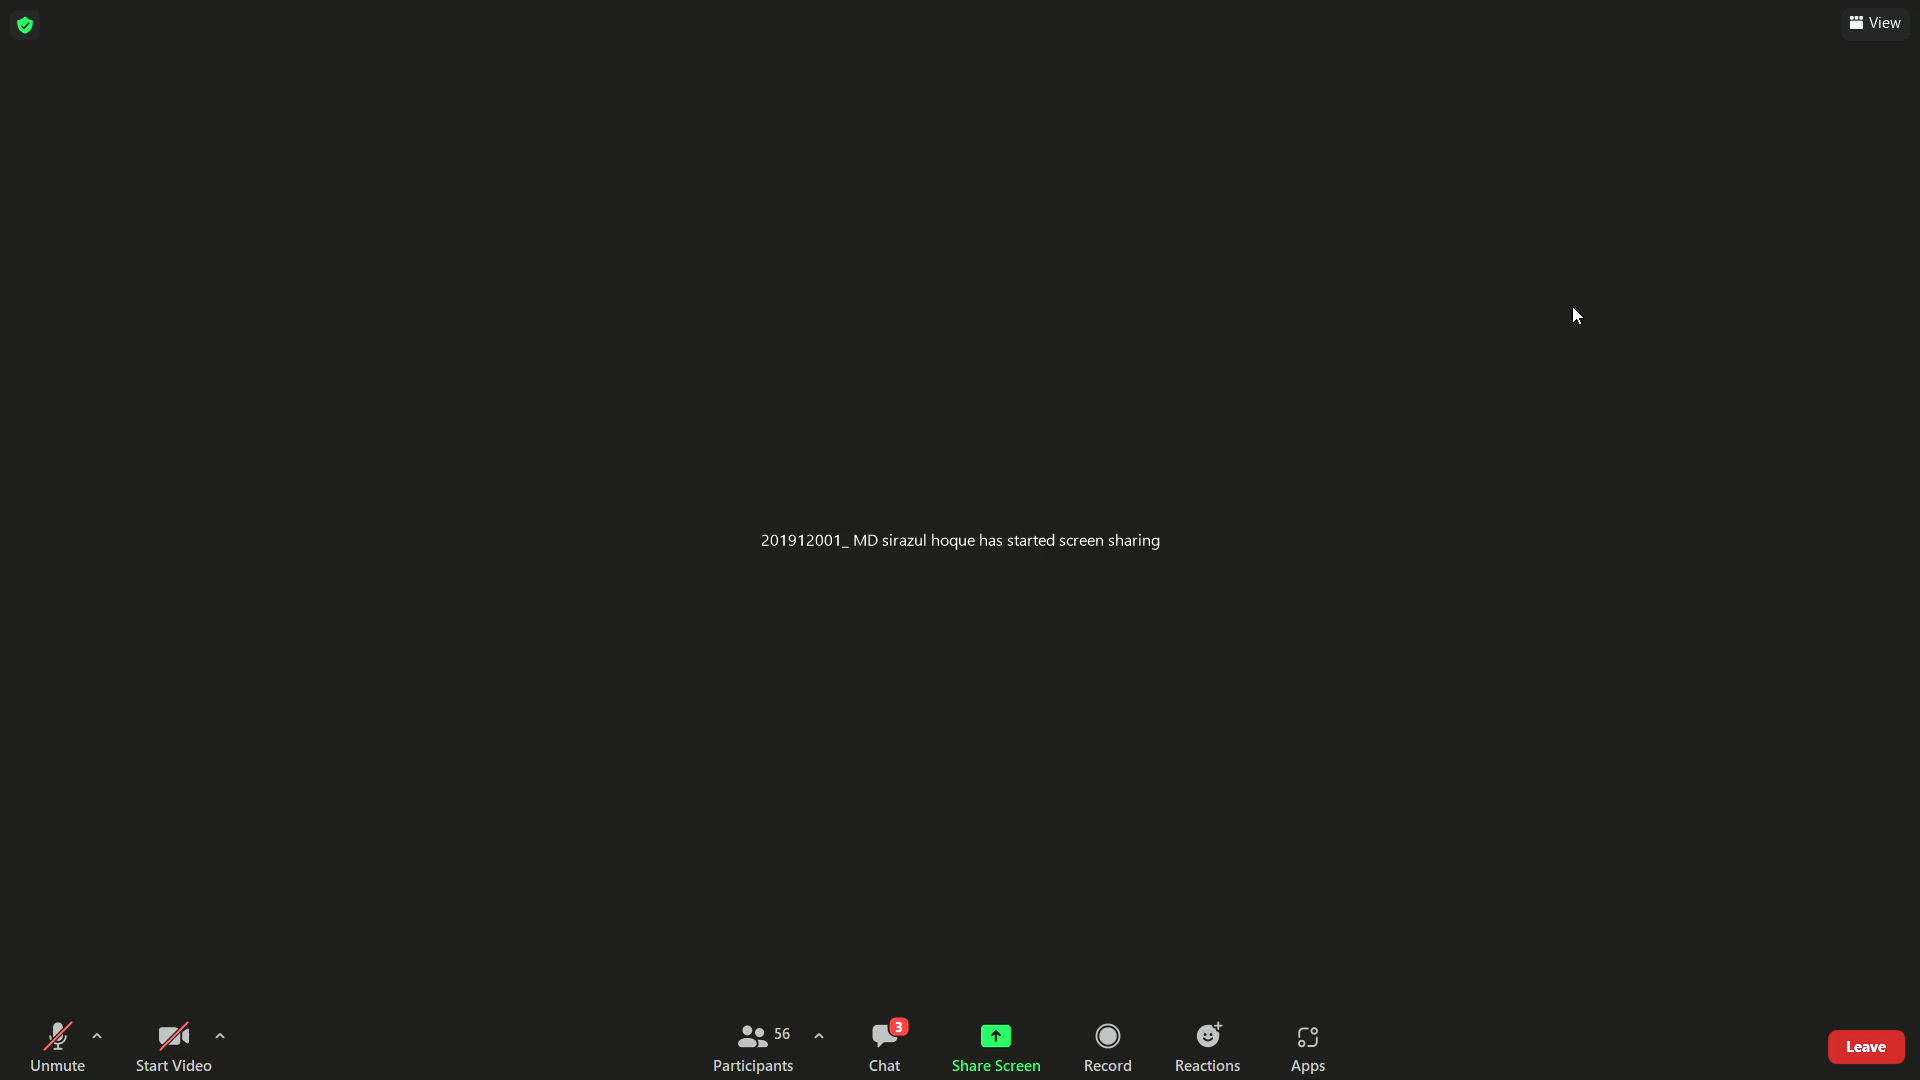 View
201912001_ MD sirazul hoque has started screen sharing
56
3
Unmute
Start Video
Participants
Chat
Share Screen
Record
Reactions
Apps
Leave